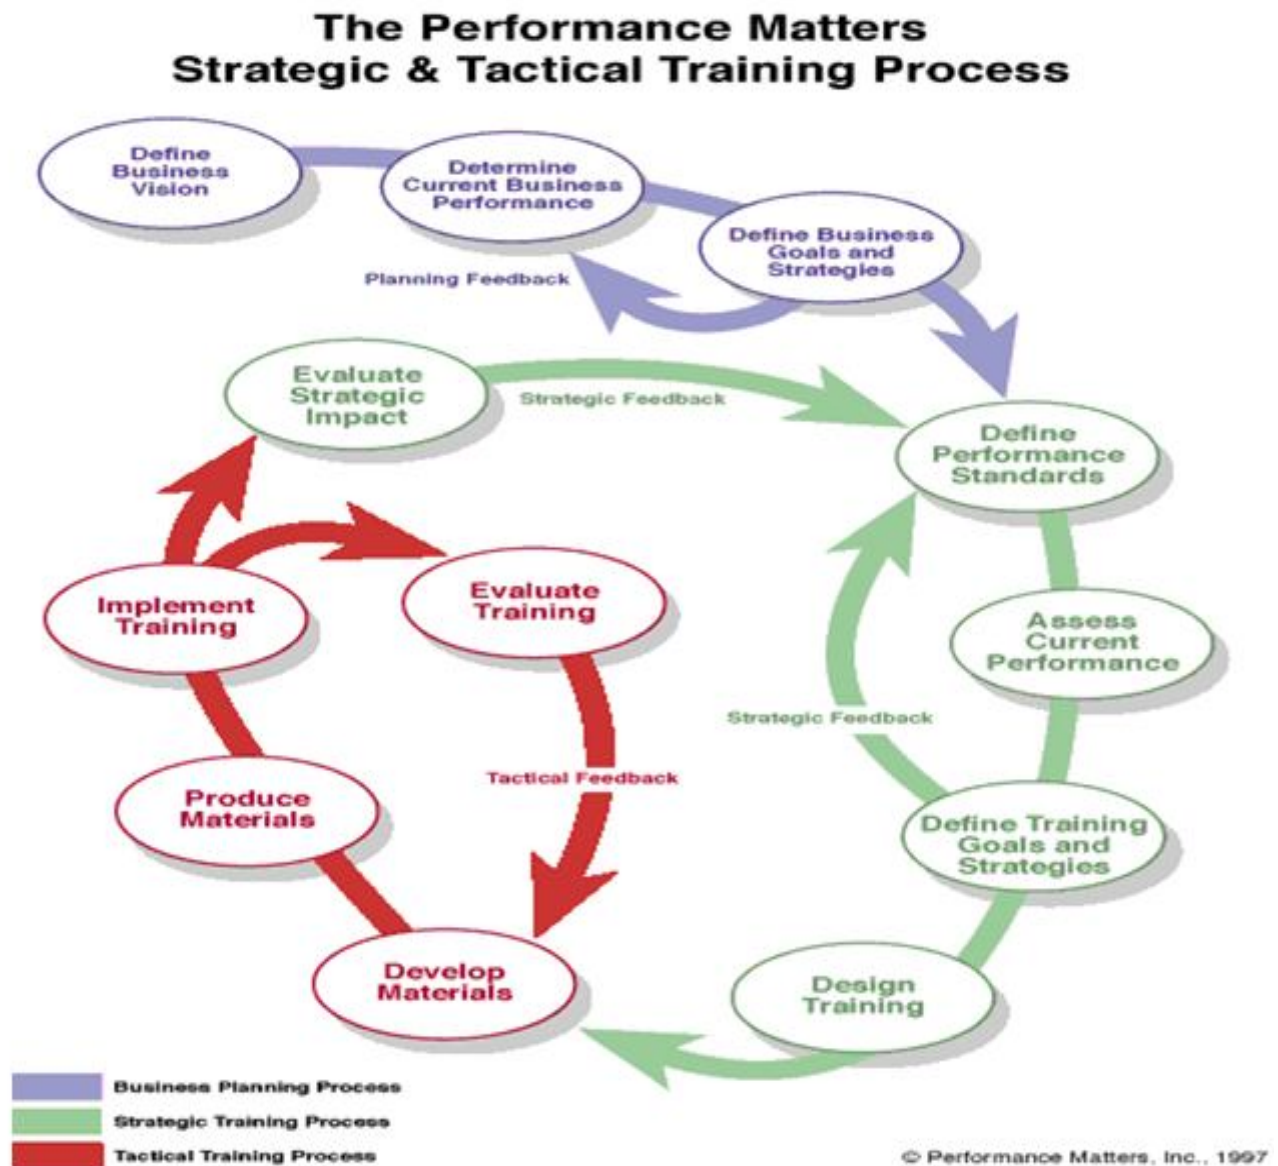 The Performance Matters
Strategic & Tactical Training Process
Define
Business
Vision
Determine
Current Business
Performance
Define Business
Goals and
Strategies
Planning Feedback
Evaluate
Strategic
Impact
Strategic Feedback
Define
Performance
Standards
Implement
Training
Evaluate
Training
Assess
Current
Performance
Strategic Feedback
Tactical Feedback
Produce
Materials
Define Training
Goals and
Strategies
Develop
Materials
Design
Training
Business Planning Process
Strategic Training Process
Tactical Training Process
© Performance Matters, Inc., 1997